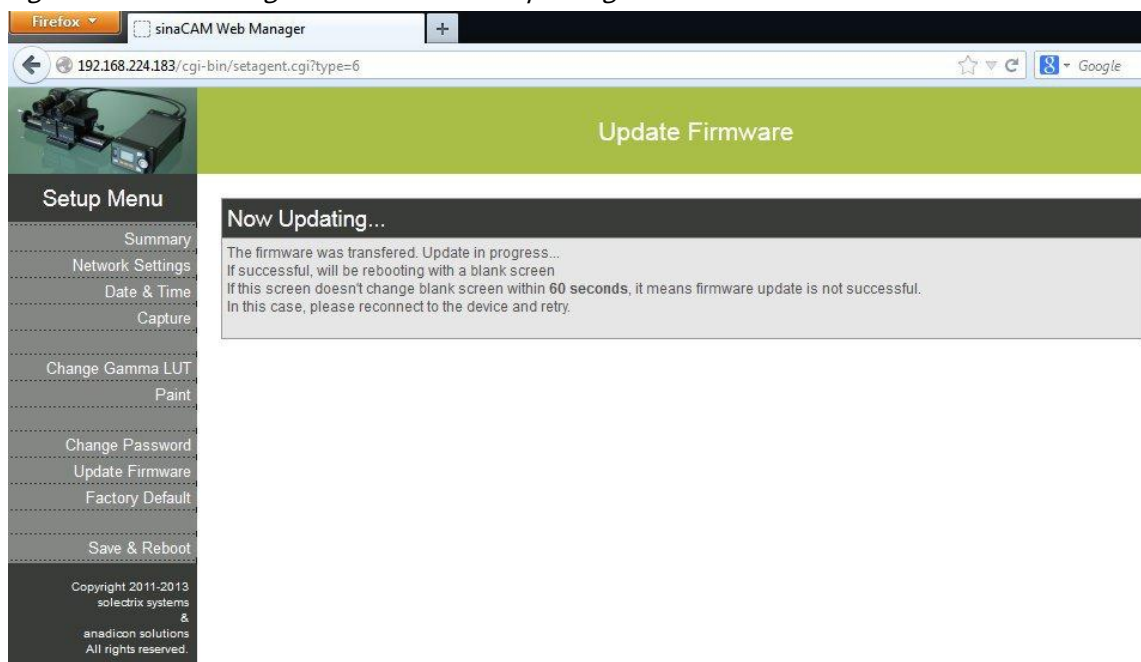 Firefox
sinaCAM Web Manager
192.168.224.183/cgi-bin/setagent.cgi?type=6
Google
Update Firmware
Setup Menu
Summary
Network Settings
Date & Time
Capture
Change Gamma LUT
Paint
Change Password
Update Firmware
Factory Default
Save & Reboot
Copyright 2011-2013
solectrix systems
&
anadicon solutions
All rights reserved.
Now Updating...
The firmware was transfered. Update in progress...
If successful, will be rebooting with a blank screen
If this screen doesn't change blank screen within 60 seconds, it means firmware update is not successful.
In this case, please reconnect to the device and retry.